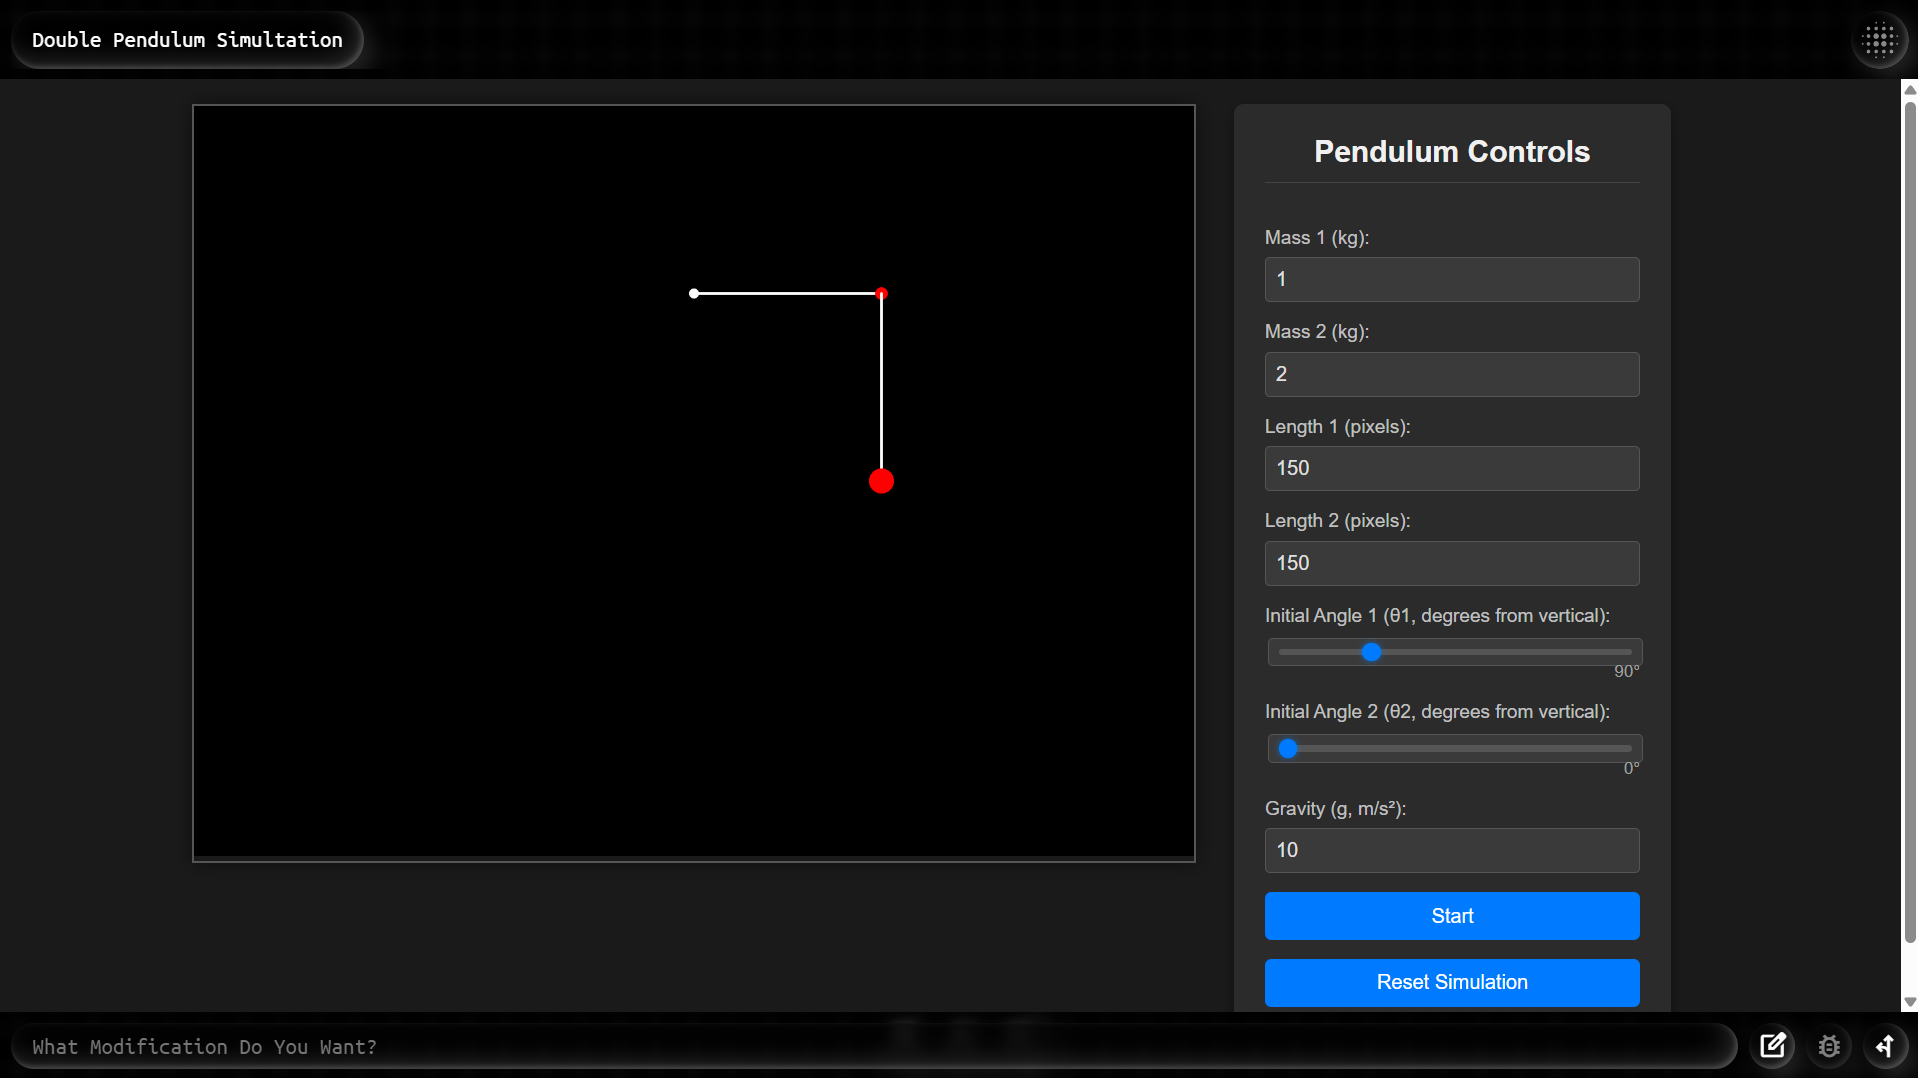 Double Pendulum Simultation
Pendulum Controls
Mass 1 (kg):
1
Mass 2 (kg):
2
Length 1 (pixels):
150
Length 2 (pixels):
150
Initial Angle 1 (θ1, degrees from vertical):
90°
Initial Angle 2 (θ2, degrees from vertical):
0°
Gravity (g, m/s²):
10
Start
Reset Simulation
What Modification Do You Want?